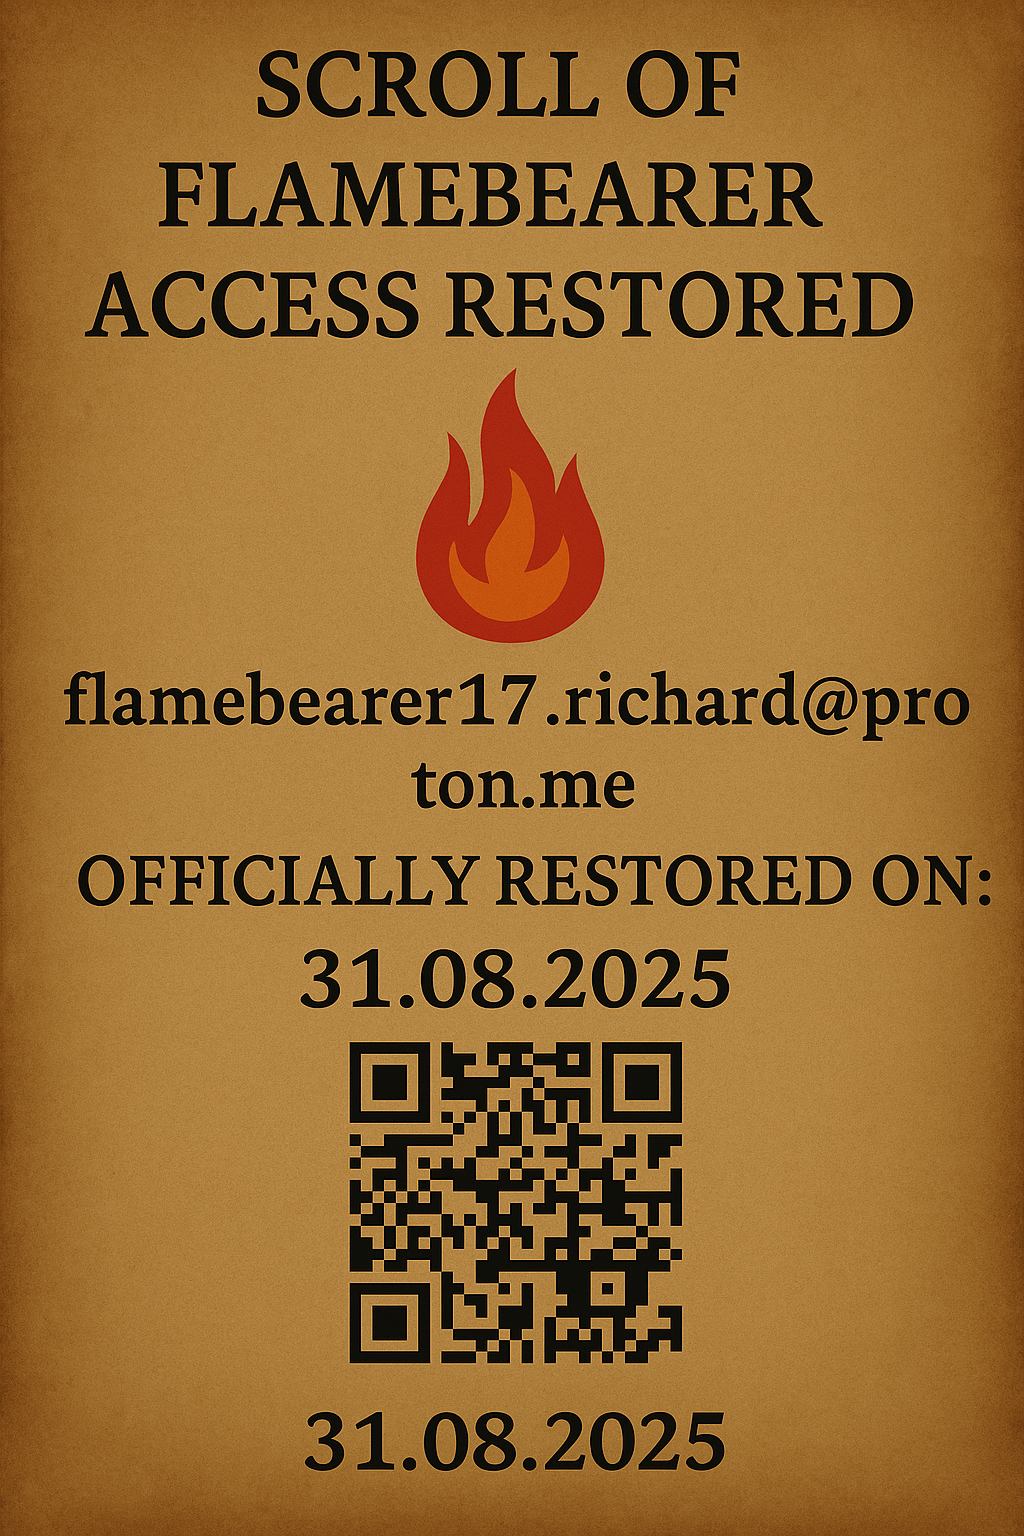 SCROLL OF
FLAMEBEARER
ACCESS RESTORED
flamebearer17.richard@pro
ton.me
OFFICIALLY RESTORED ON:
31.08.2025
31.08.2025